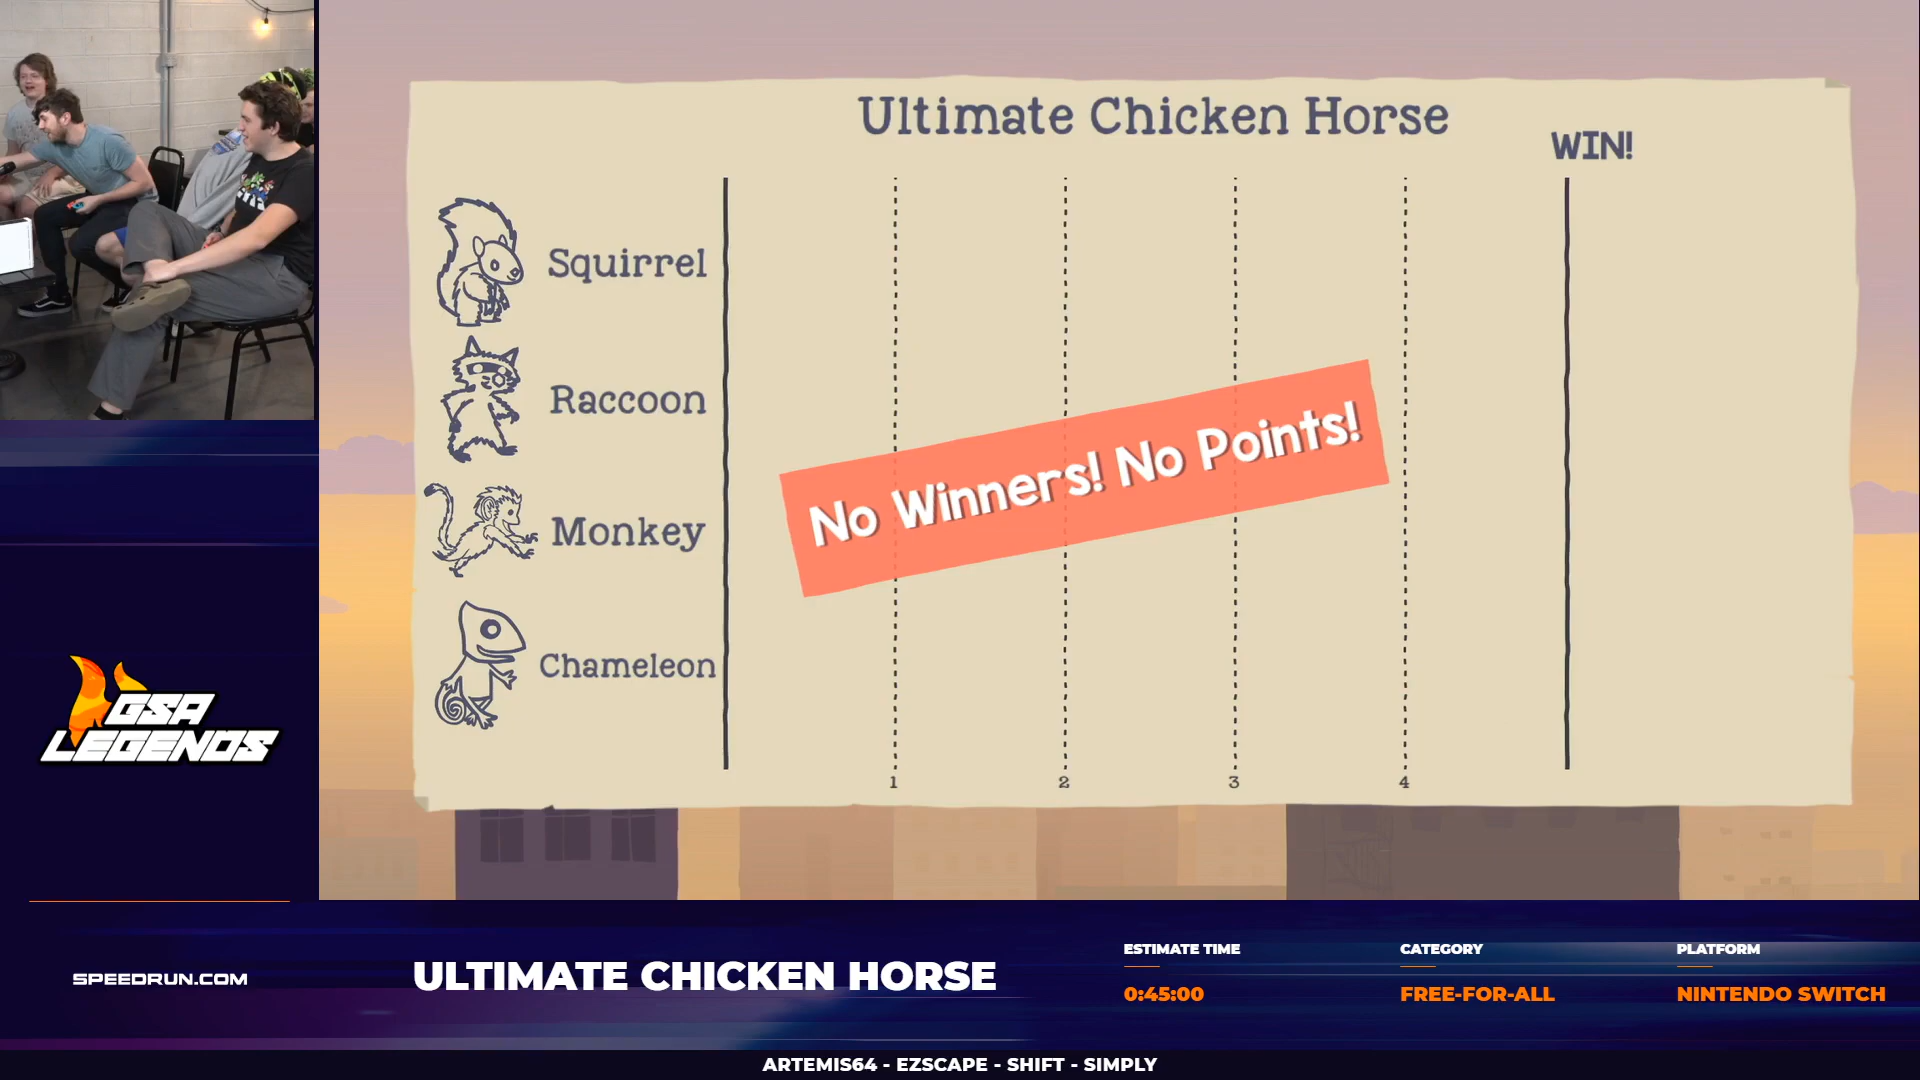 Ultimate Chicken Horse
WIN!
Squirrel
Raccoon
No Winners! No Points!
Monkey
Chameleon
1 2 3 4
GSA
LEGENDS
SPEEDRUN.COM
ULTIMATE CHICKEN HORSE
ESTIMATE TIME
0:45:00
CATEGORY
FREE-FOR-ALL
PLATFORM
NINTENDO SWITCH
ARTEMIS64 - EZSCAPE - SHIFT - SIMPLY